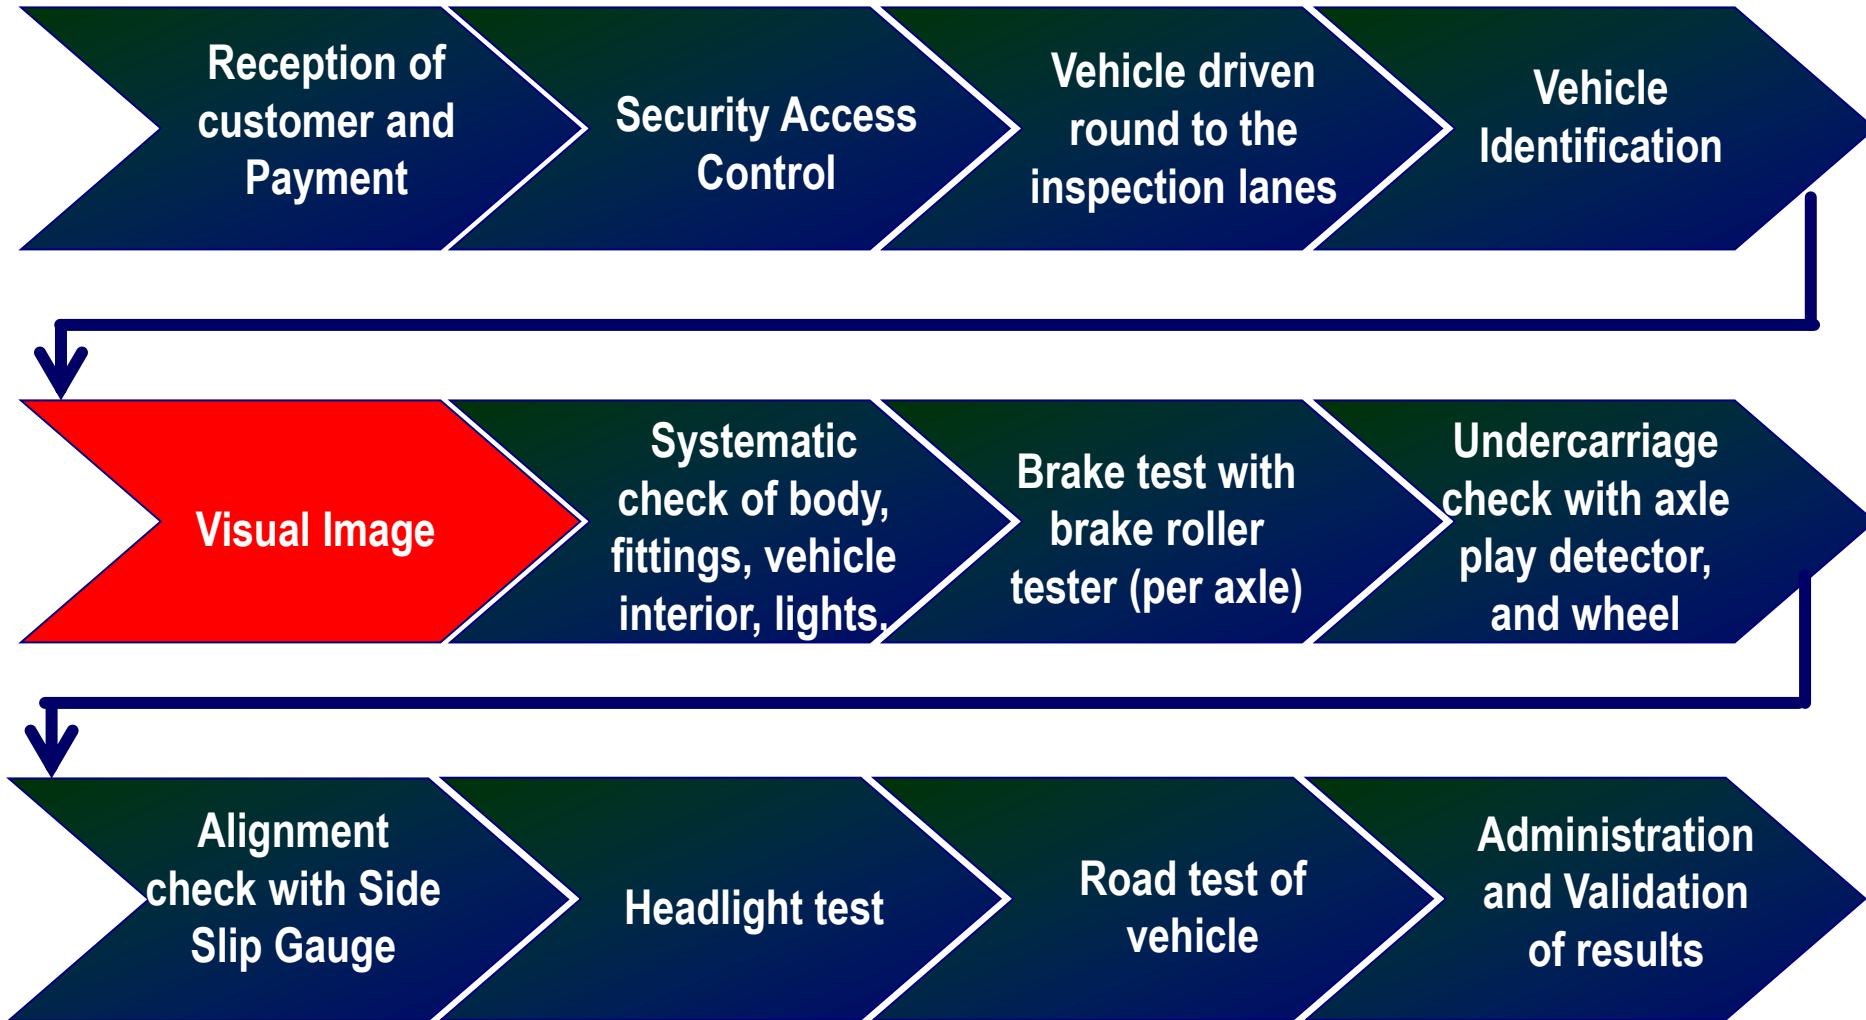 Reception of
customer and
Payment
Security Access
Control
Vehicle driven
round to the
inspection lanes
Vehicle
Identification
Visual Image
Systematic
check of body,
fittings, vehicle
interior, lights.
Brake test with
brake roller
tester (per axle)
Undercarriage
check with axle
play detector,
and wheel
Alignment
check with Side
Slip Gauge
Headlight test
Road test of
vehicle
Administration
and Validation
of results